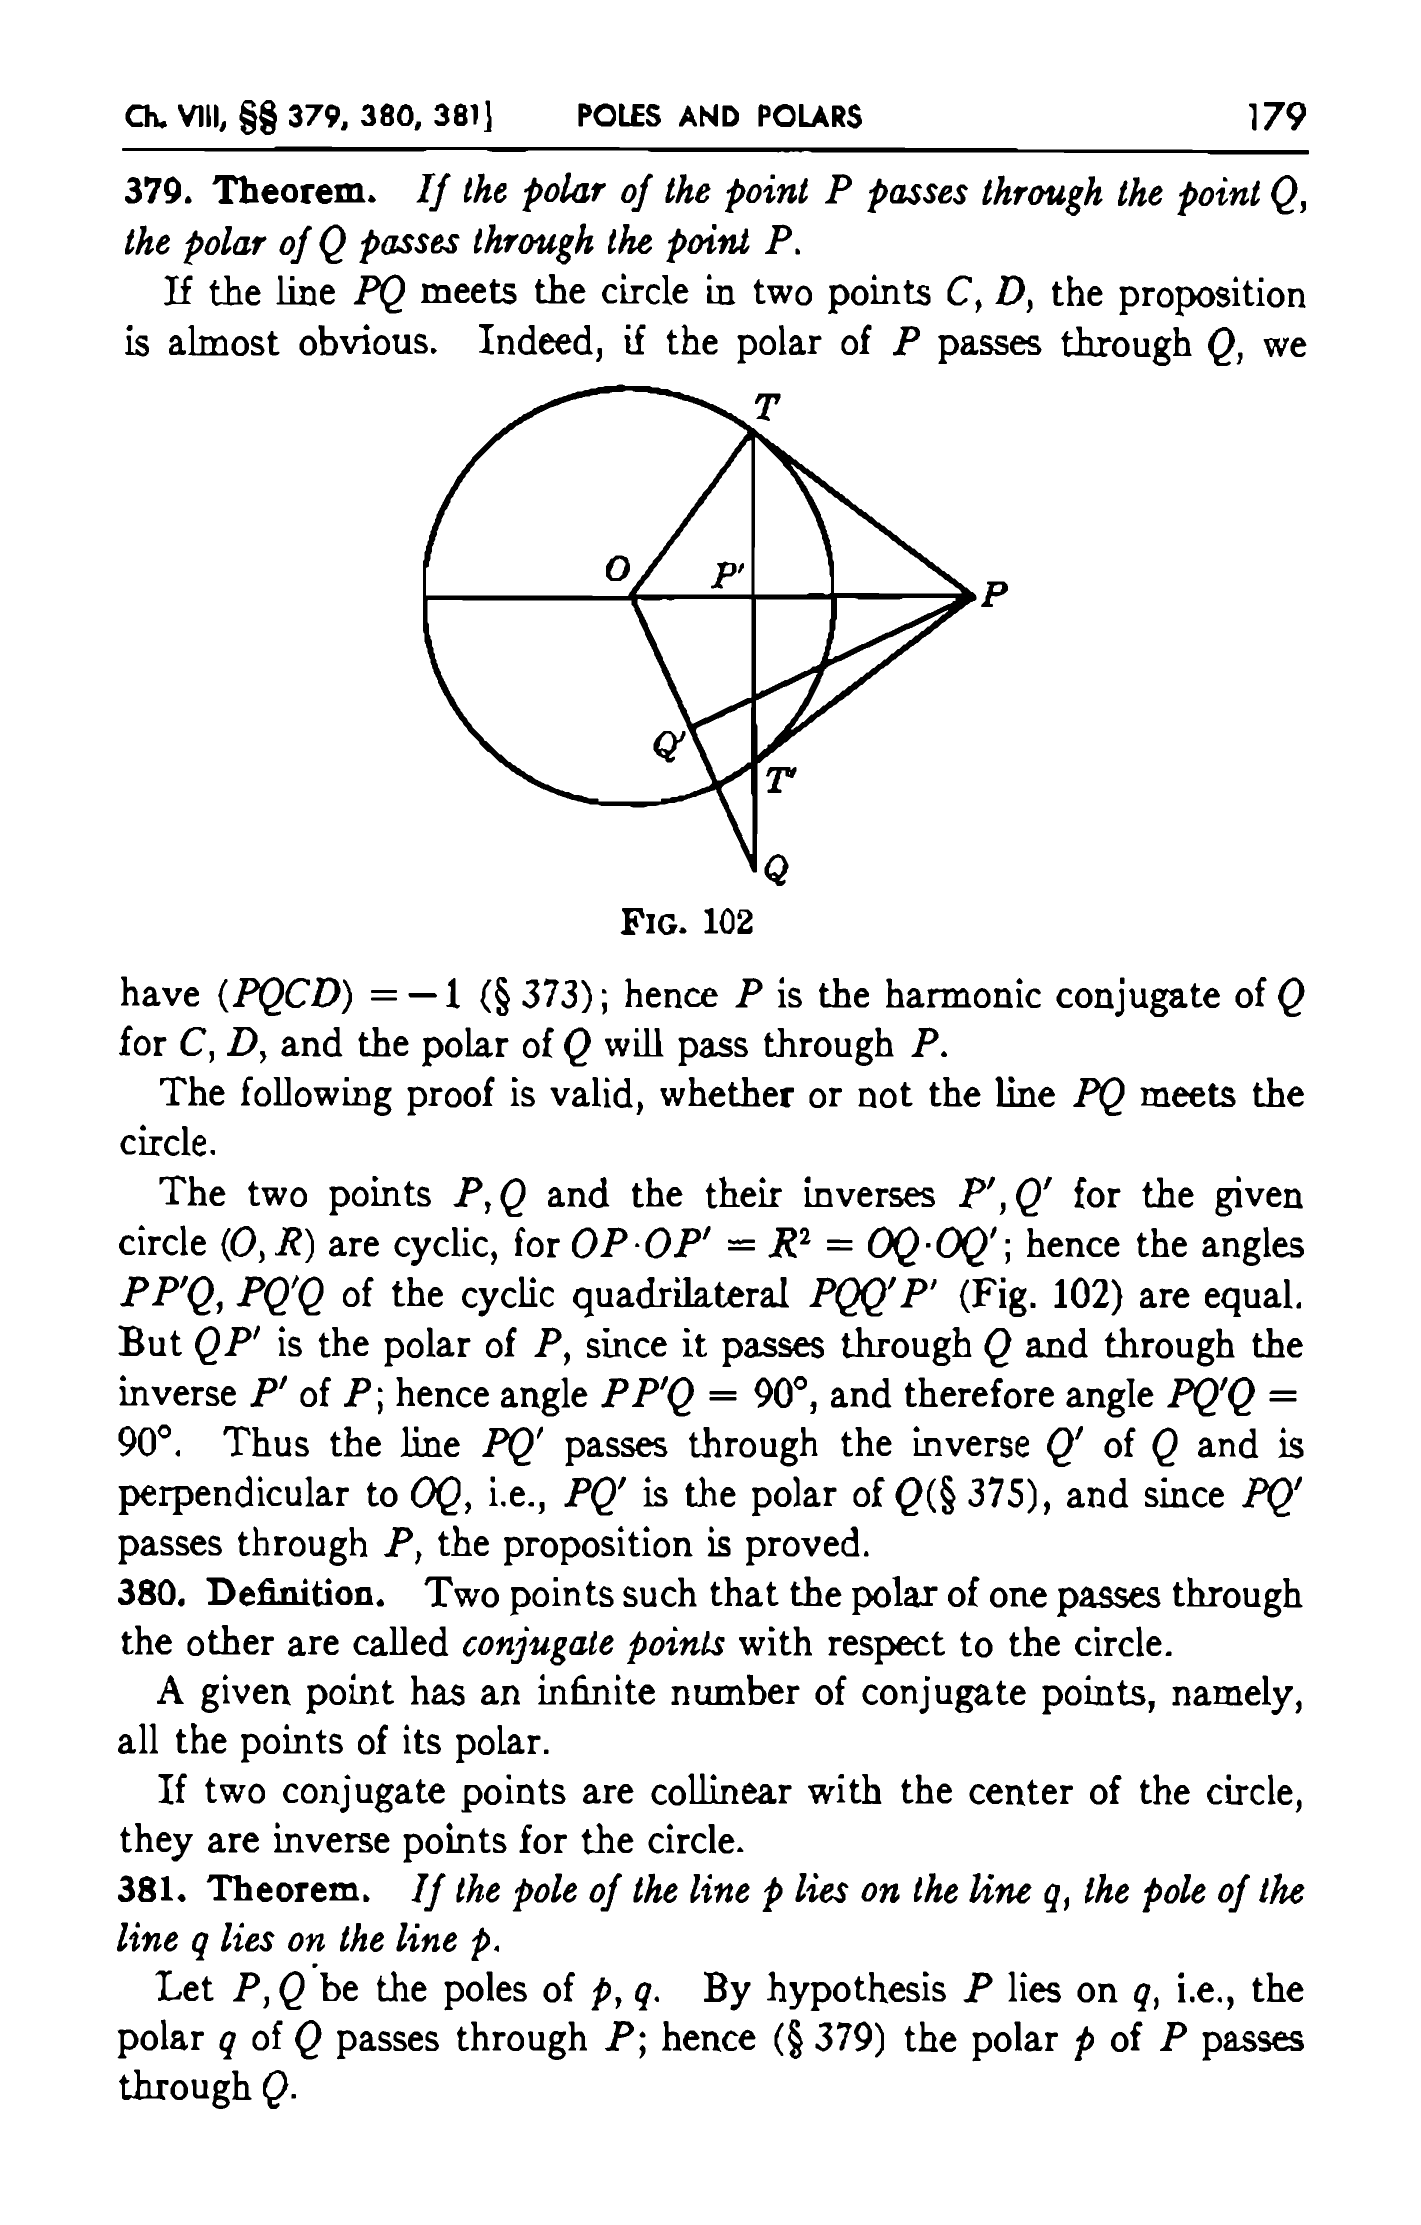 Ch. VIII, §§ 379, 380, 381] POLES AND POLARS 179
379. Theorem. If the polar of the point P passes through the point Q,
the polar of Q passes through the point P.
If the line PQ meets the circle in two points C, D, the proposition
is almost obvious. Indeed, if the polar of P passes through Q, we
T
O
P'
P
Q'
T'
Q
FIG. 102
have (PQCD) = −1 (§ 373); hence P is the harmonic conjugate of Q
for C, D, and the polar of Q will pass through P.
The following proof is valid, whether or not the line PQ meets the
circle.
The two points P, Q and the their inverses P', Q' for the given
circle (O, R) are cyclic, for OP·OP' = R² = OQ·OQ'; hence the angles
PP'Q, PQ'Q of the cyclic quadrilateral PQQ'P' (Fig. 102) are equal.
But QP' is the polar of P, since it passes through Q and through the
inverse P' of P; hence angle PP'Q = 90°, and therefore angle PQ'Q =
90°. Thus the line PQ' passes through the inverse Q' of Q and is
perpendicular to OQ, i.e., PQ' is the polar of Q(§ 375), and since PQ'
passes through P, the proposition is proved.
380. Definition. Two points such that the polar of one passes through
the other are called conjugate points with respect to the circle.
A given point has an infinite number of conjugate points, namely,
all the points of its polar.
If two conjugate points are collinear with the center of the circle,
they are inverse points for the circle.
381. Theorem. If the pole of the line p lies on the line q, the pole of the
line q lies on the line p.
Let P, Q be the poles of p, q. By hypothesis P lies on q, i.e., the
polar q of Q passes through P; hence (§ 379) the polar p of P passes
through Q.